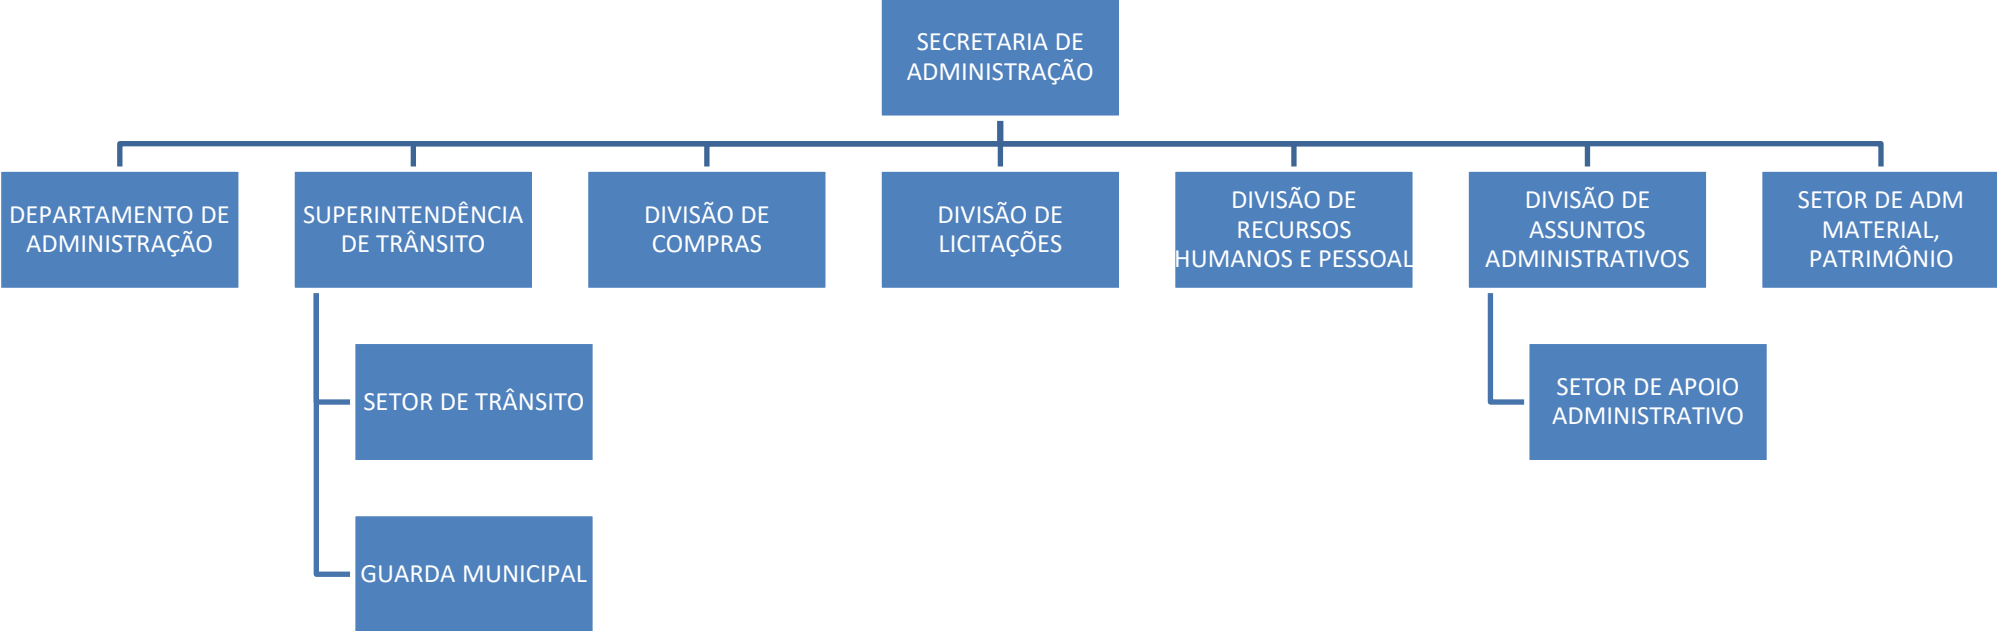 SECRETARIA DE
ADMINISTRAÇÃO
DEPARTAMENTO DE
ADMINISTRAÇÃO
SUPERINTENDÊNCIA
DE TRÂNSITO
DIVISÃO DE
COMPRAS
DIVISÃO DE
LICITAÇÕES
DIVISÃO DE
RECURSOS
HUMANOS E PESSOAL
DIVISÃO DE
ASSUNTOS
ADMINISTRATIVOS
SETOR DE ADM
MATERIAL,
PATRIMÔNIO
SETOR DE TRÂNSITO
SETOR DE APOIO
ADMINISTRATIVO
GUARDA MUNICIPAL